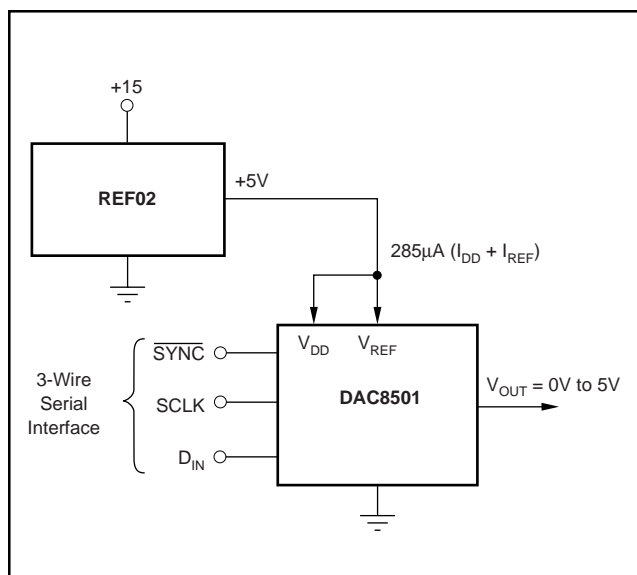 +15
REF02
+5V
285µA (I_DD + I_REF)
V_DD
V_REF
3-Wire
Serial
Interface
SYNC
SCLK
D_IN
DAC8501
V_OUT = 0V to 5V